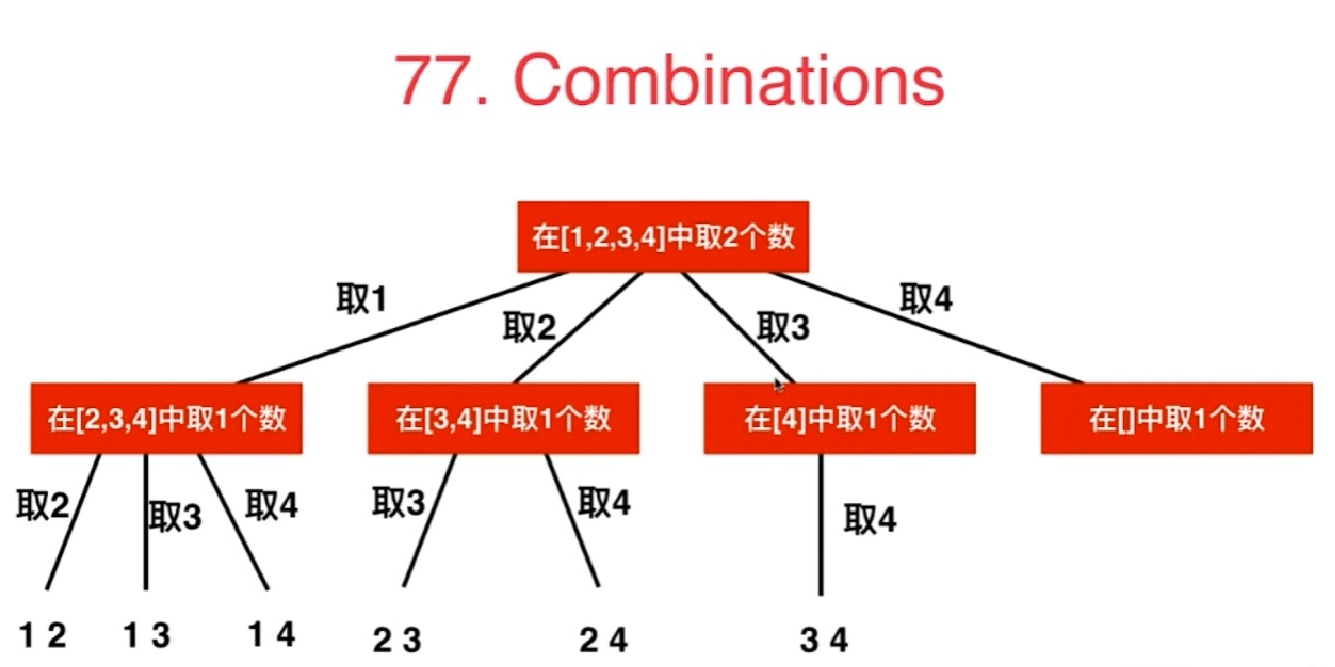 77. Combinations
在[1,2,3,4]中取2个数
取1
取2
取3
取4
在[2,3,4]中取1个数
在[3,4]中取1个数
在[4]中取1个数
在[]中取1个数
取2
取3
取4
取3
取4
取4
1 2
1 3
1 4
2 3
2 4
3 4